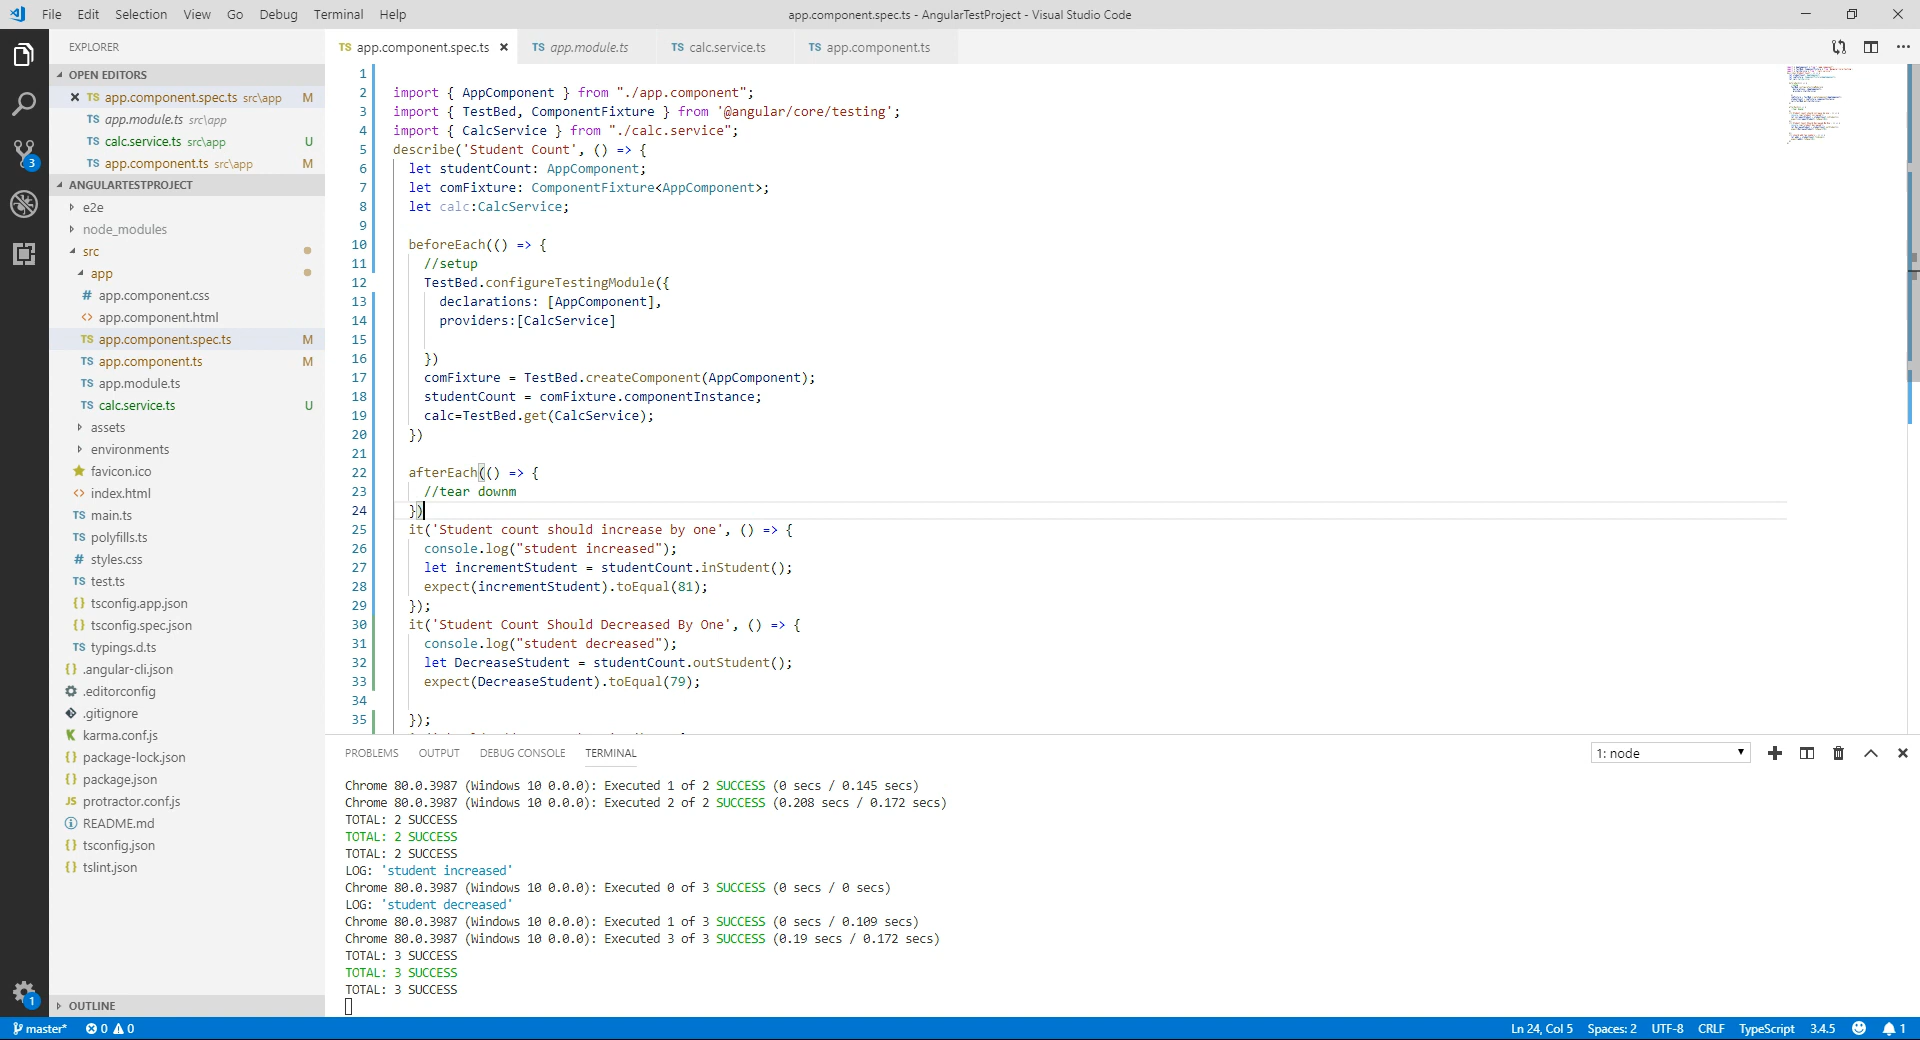 File Edit Selection View Go Debug Terminal Help
app.component.spec.ts - AngularTestProject - Visual Studio Code
EXPLORER
OPEN EDITORS
TS app.component.spec.ts src\app M
TS app.module.ts src\app
TS calc.service.ts src\app U
TS app.component.ts src\app M
ANGULARTESTPROJECT
e2e
node_modules
src
app
# app.component.css
<> app.component.html
TS app.component.spec.ts M
TS app.component.ts M
TS app.module.ts
TS calc.service.ts U
assets
environments
favicon.ico
<> index.html
TS main.ts
TS polyfills.ts
# styles.css
TS test.ts
{} tsconfig.app.json
{} tsconfig.spec.json
TS typings.d.ts
{} .angular-cli.json
.editorconfig
.gitignore
karma.conf.js
{} package-lock.json
{} package.json
JS protractor.conf.js
README.md
{} tsconfig.json
{} tslint.json
OUTLINE
3
1
TS app.component.spec.ts TS app.module.ts TS calc.service.ts TS app.component.ts
1
2 import { AppComponent } from "./app.component";
3 import { TestBed, ComponentFixture } from '@angular/core/testing';
4 import { CalcService } from "./calc.service";
5 describe('Student Count', () => {
6 let studentCount: AppComponent;
7 let comFixture: ComponentFixture<AppComponent>;
8 let calc:CalcService;
9
10 beforeEach(() => {
11 //setup
12 TestBed.configureTestingModule({
13 declarations: [AppComponent],
14 providers:[CalcService]
15
16 })
17 comFixture = TestBed.createComponent(AppComponent);
18 studentCount = comFixture.componentInstance;
19 calc=TestBed.get(CalcService);
20 })
21
22 afterEach(() => {
23 //tear downm
24 })
25 it('Student count should increase by one', () => {
26 console.log("student increased");
27 let incrementStudent = studentCount.inStudent();
28 expect(incrementStudent).toEqual(81);
29 });
30 it('Student Count Should Decreased By One', () => {
31 console.log("student decreased");
32 let DecreaseStudent = studentCount.outStudent();
33 expect(DecreaseStudent).toEqual(79);
34
35 });
PROBLEMS OUTPUT DEBUG CONSOLE TERMINAL
1: node
Chrome 80.0.3987 (Windows 10 0.0.0): Executed 1 of 2 SUCCESS (0 secs / 0.145 secs)
Chrome 80.0.3987 (Windows 10 0.0.0): Executed 2 of 2 SUCCESS (0.208 secs / 0.172 secs)
TOTAL: 2 SUCCESS
TOTAL: 2 SUCCESS
TOTAL: 2 SUCCESS
LOG: 'student increased'
Chrome 80.0.3987 (Windows 10 0.0.0): Executed 0 of 3 SUCCESS (0 secs / 0 secs)
LOG: 'student decreased'
Chrome 80.0.3987 (Windows 10 0.0.0): Executed 1 of 3 SUCCESS (0 secs / 0.109 secs)
Chrome 80.0.3987 (Windows 10 0.0.0): Executed 3 of 3 SUCCESS (0.19 secs / 0.172 secs)
TOTAL: 3 SUCCESS
TOTAL: 3 SUCCESS
TOTAL: 3 SUCCESS
master* 0 0
Ln 24, Col 5 Spaces: 2 UTF-8 CRLF TypeScript 3.4.5 1